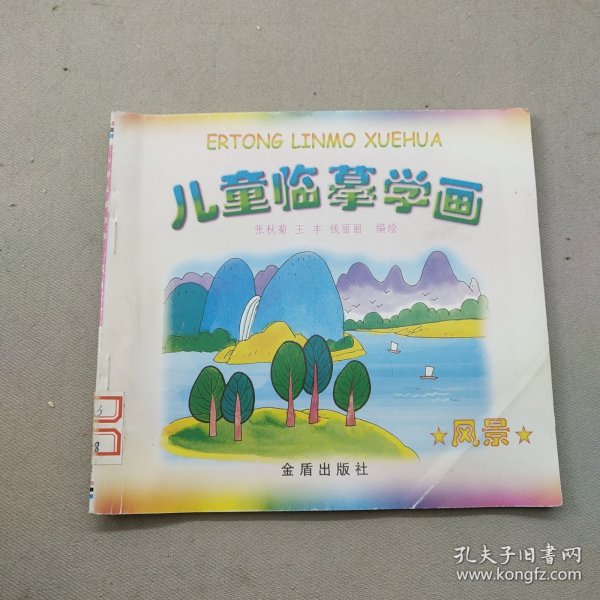 ERTONG LINMO XUEHUA
儿童临摹学画
张秋菊 王 丰 钱丽丽 编绘
★风景★
金盾出版社
8
孔夫子旧书网
www.kongfz.com